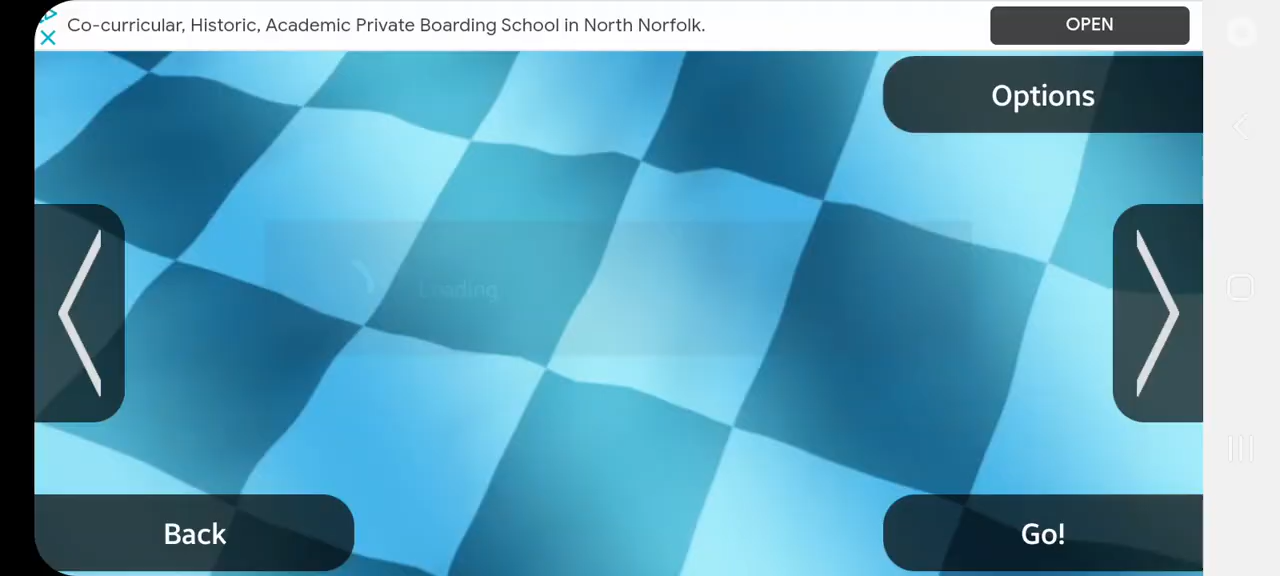 Co-curricular, Historic, Academic Private Boarding School in North Norfolk.
OPEN
Options
Loading
Back
Go!